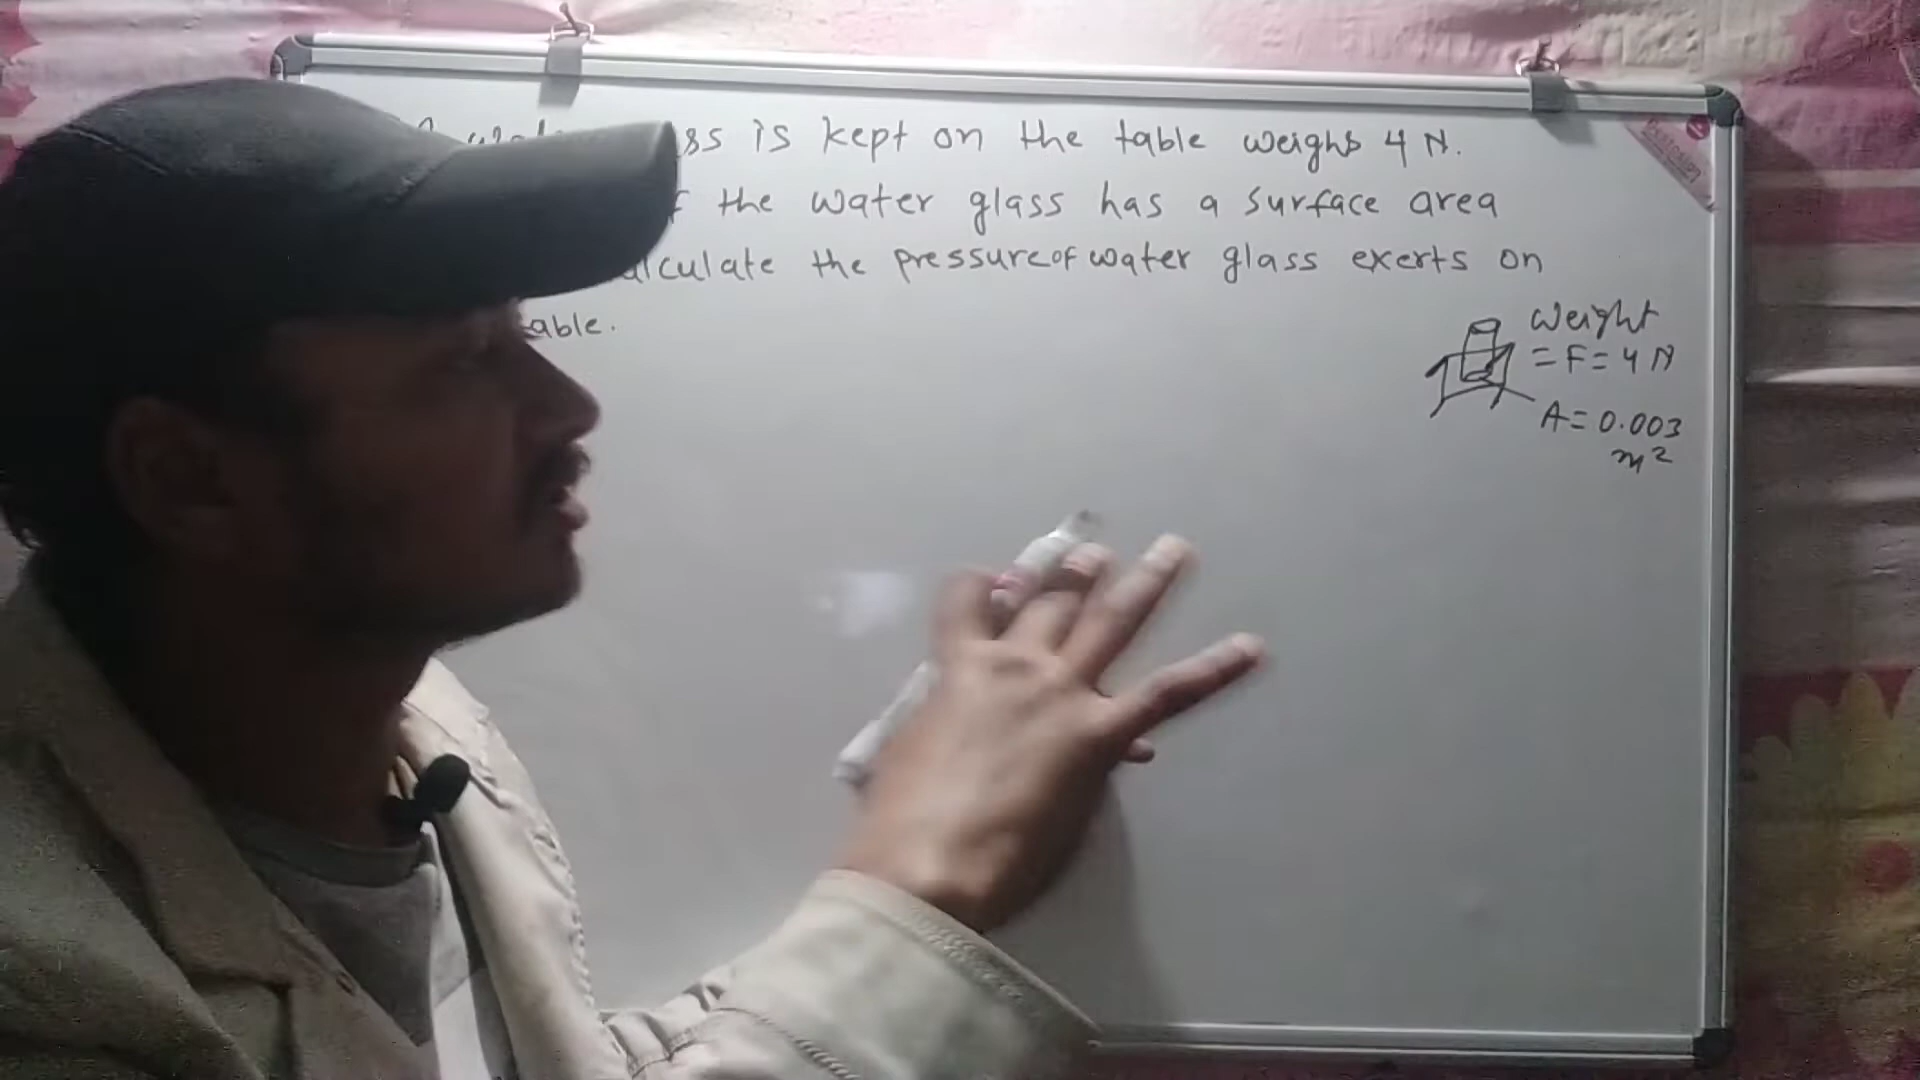 ss is kept on the table weighs 4 N.
the water glass has a surface area
alculate the pressure of water glass exerts on
able.
Weight
= F = 4 N
A = 0.003
m²